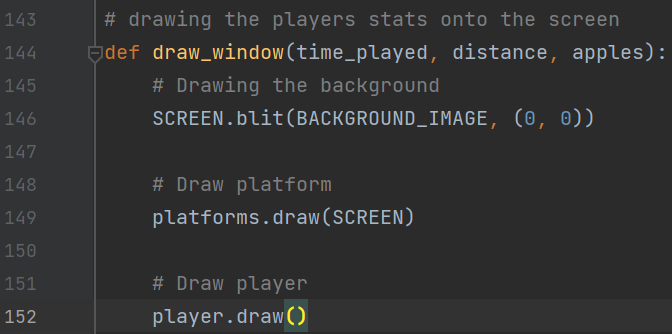 143 # drawing the players stats onto the screen
144 def draw_window(time_played, distance, apples):
145     # Drawing the background
146     SCREEN.blit(BACKGROUND_IMAGE, (0, 0))
147
148     # Draw platform
149     platforms.draw(SCREEN)
150
151     # Draw player
152     player.draw()